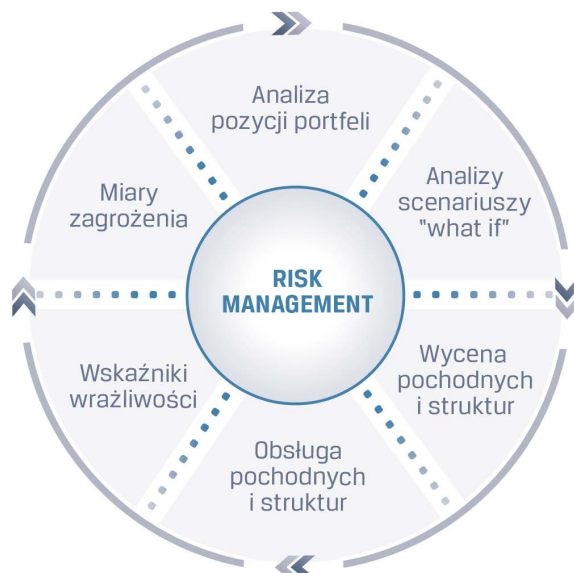 Analiza
pozycji portfeli
Analizy
scenariuszy
"what if"
Wycena
pochodnych
i struktur
Obsługa
pochodnych
i struktur
Wskaźniki
wrażliwości
Miary
zagrożenia
RISK
MANAGEMENT